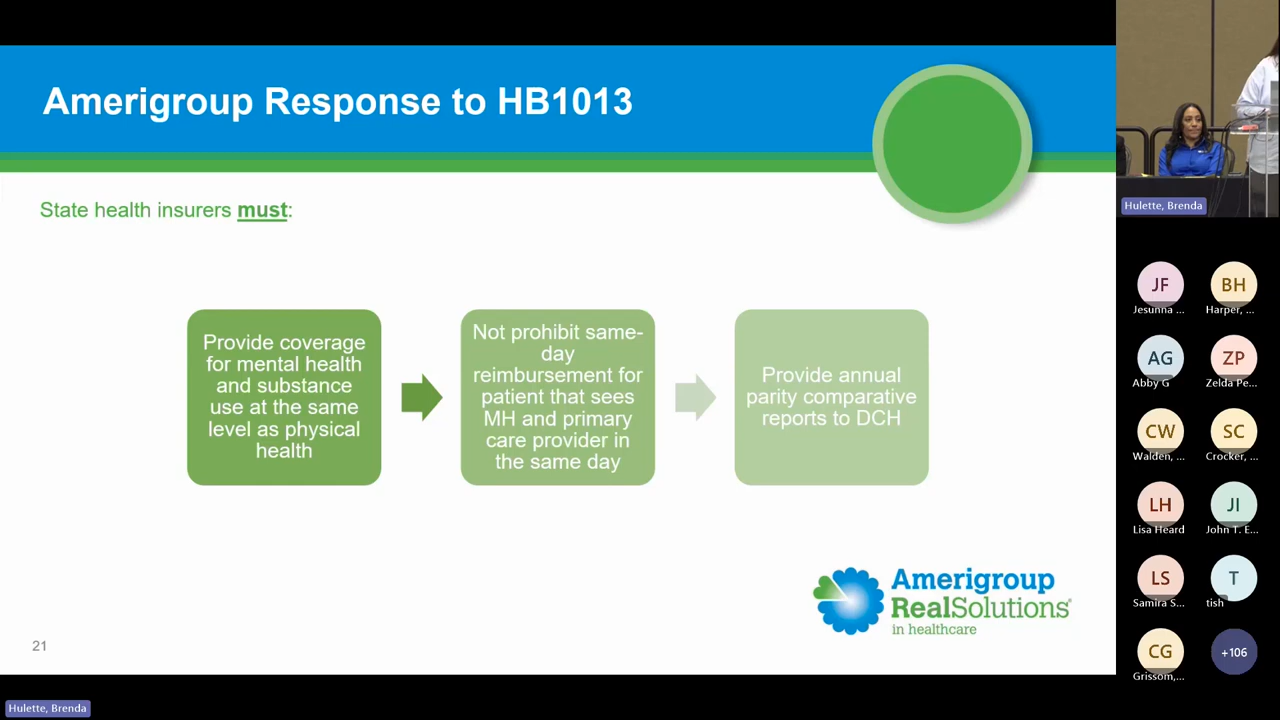 Amerigroup Response to HB1013
State health insurers must:
Provide coverage
for mental health
and substance
use at the same
level as physical
health
Not prohibit same-
day
reimbursement for
patient that sees
MH and primary
care provider in
the same day
Provide annual
parity comparative
reports to DCH
Amerigroup
RealSolutions®
in healthcare
21
Hulette, Brenda
Hulette, Brenda
JF
Jesunna ...
BH
Harper, ...
AG
Abby G
ZP
Zelda Pe...
CW
Walden, ...
SC
Crocker, ...
LH
Lisa Heard
JI
John T. E...
LS
Samira S...
T
tish
CG
Grissom,...
+106